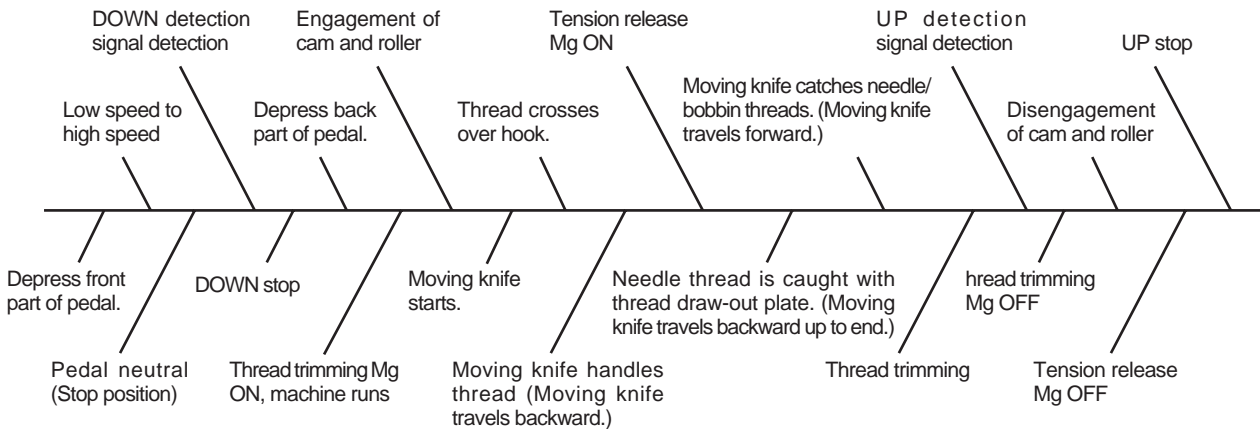 DOWN detection
signal detection
Engagement of
cam and roller
Tension release
Mg ON
UP detection
signal detection
UP stop
Low speed to
high speed
Depress back
part of pedal.
Thread crosses
over hook.
Moving knife catches needle/
bobbin threads. (Moving knife
travels forward.)
Disengagement
of cam and roller
Depress front
part of pedal.
DOWN stop
Moving knife
starts.
Needle thread is caught with
thread draw-out plate. (Moving
knife travels backward up to end.)
hread trimming
Mg OFF
Pedal neutral
(Stop position)
Thread trimming Mg
ON, machine runs
Moving knife handles
thread (Moving knife
travels backward.)
Thread trimming
Tension release
Mg OFF